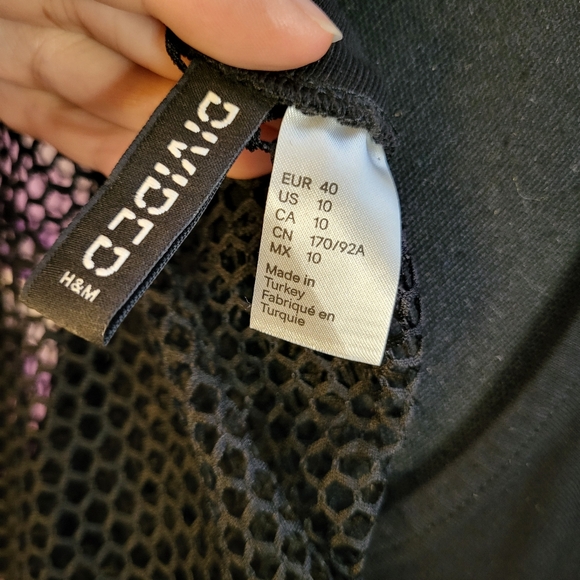 DIVIDED
H&M
EUR 40
US 10
CA 10
CN 170/92A
MX 10
Made in
Turkey
Fabriqué en
Turquie